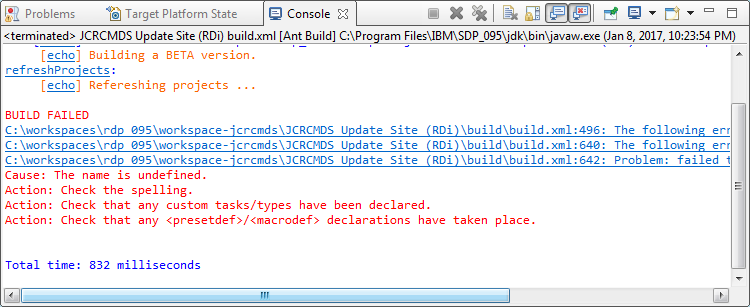 Problems Target Platform State Console
<terminated> JCRCMDS Update Site (RDi) build.xml [Ant Build] C:\Program Files\IBM\SDP_095\jdk\bin\javaw.exe (Jan 8, 2017, 10:23:54 PM)
[echo] Building a BETA version.
refreshProjects:
[echo] Refereshing projects ...
BUILD FAILED
C:\workspaces\rdp_095\workspace-jcrcmds\JCRCMDS Update Site (RDi)\build\build.xml:496: The following err
C:\workspaces\rdp_095\workspace-jcrcmds\JCRCMDS Update Site (RDi)\build\build.xml:640: The following err
C:\workspaces\rdp_095\workspace-jcrcmds\JCRCMDS Update Site (RDi)\build\build.xml:642: Problem: failed t
Cause: The name is undefined.
Action: Check the spelling.
Action: Check that any custom tasks/types have been declared.
Action: Check that any <presetdef>/<macrodef> declarations have taken place.
Total time: 832 milliseconds